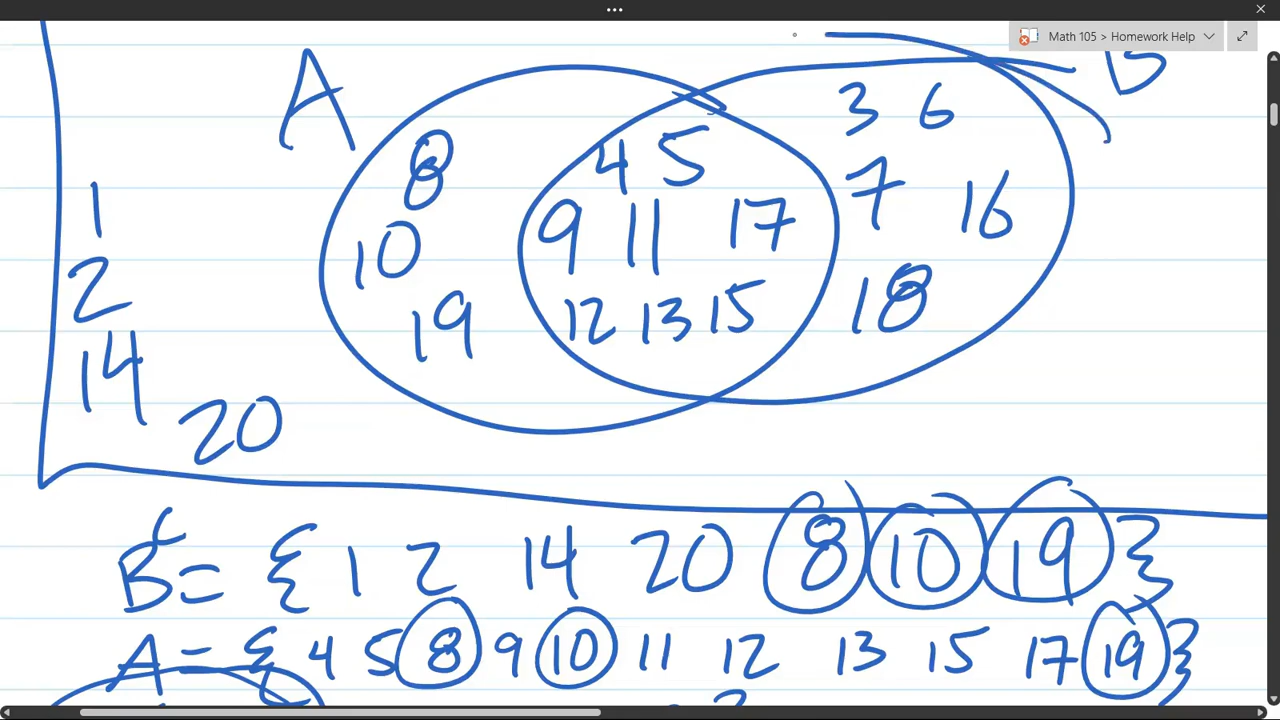 Math 105 > Homework Help
A B
3 6
8 4 5
7 16
1 9 11 17
10
2 12 13 15 18
19
14
20
B^c = { 1 2 14 20 8 10 19 }
A = { 4 5 8 9 10 11 12 13 15 17 19 }